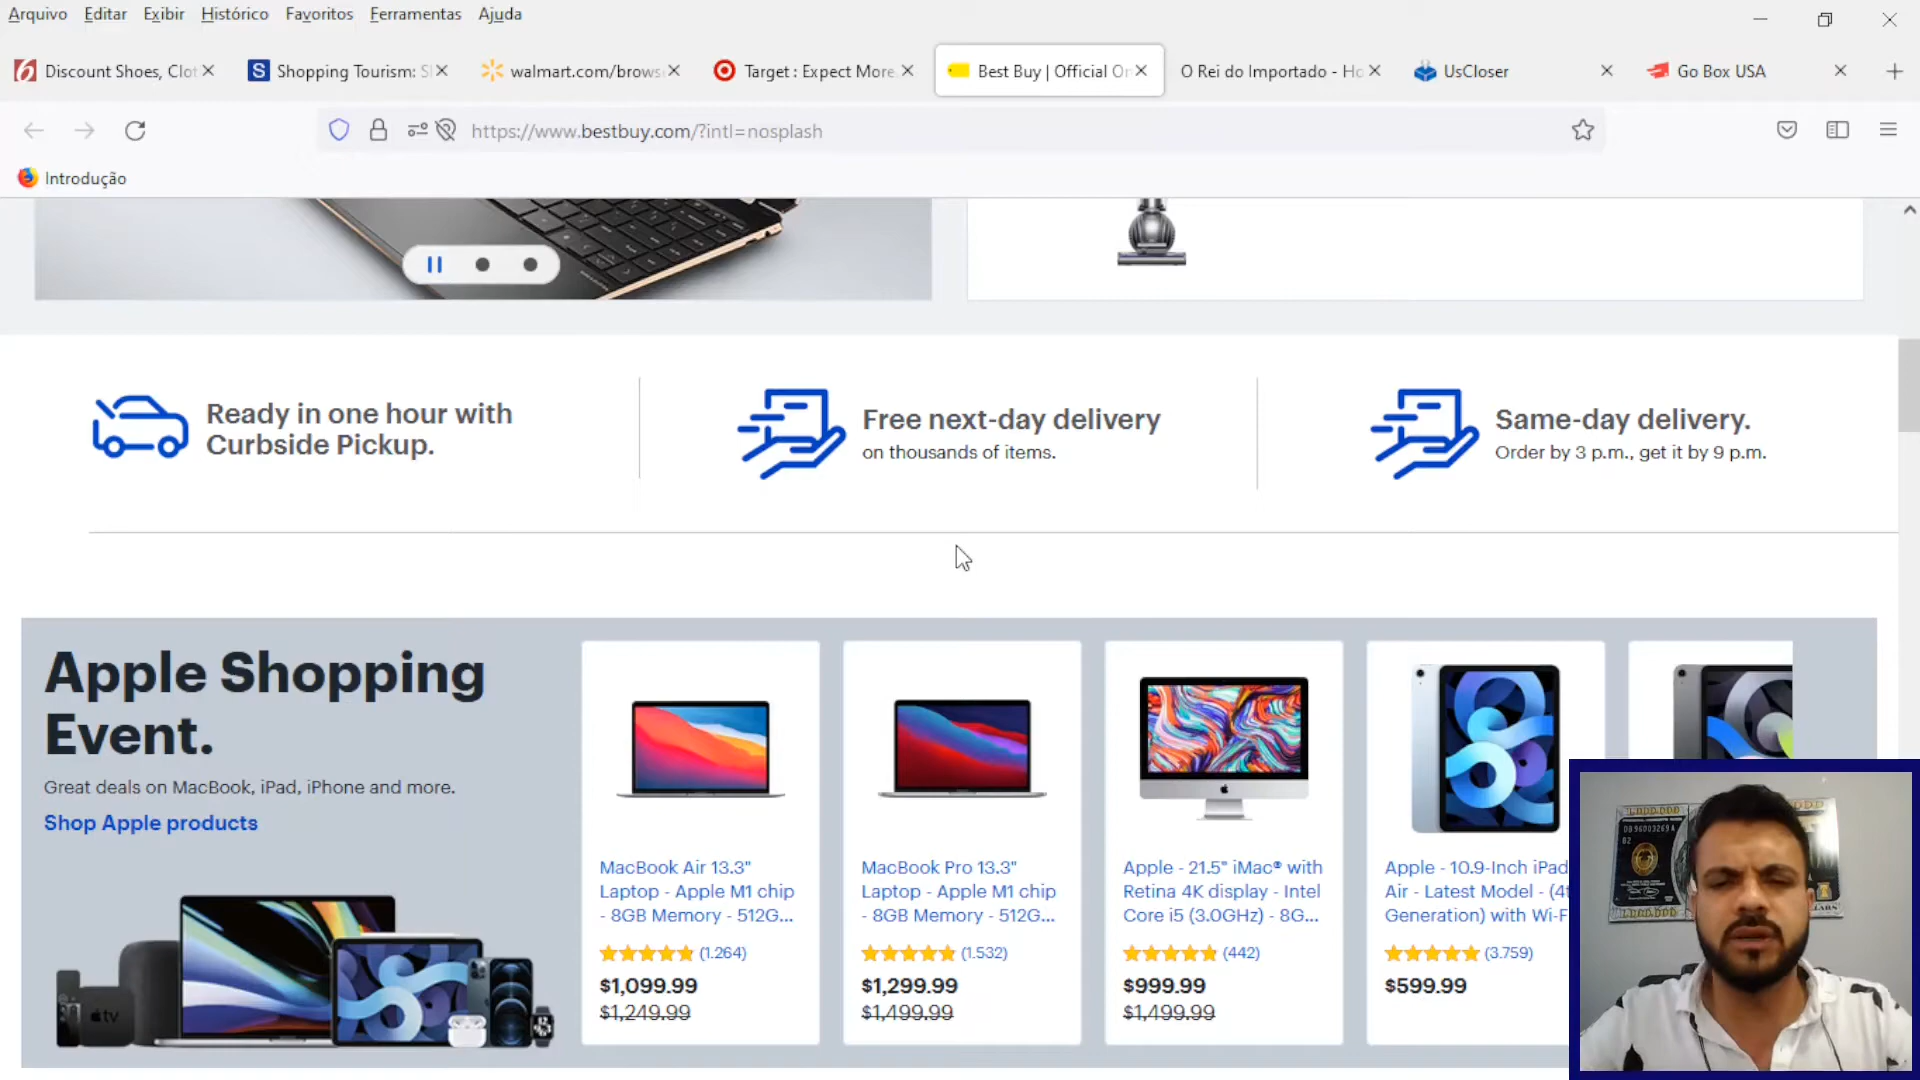 Arquivo Editar Exibir Histórico Favoritos Ferramentas Ajuda
Discount Shoes, Clot
Shopping Tourism: S
walmart.com/brows
Target : Expect More.
Best Buy | Official On
O Rei do Importado - Ho
UsCloser
Go Box USA
https://www.bestbuy.com/?intl=nosplash
Introdução
Ready in one hour with
Curbside Pickup.
Free next-day delivery
on thousands of items.
Same-day delivery.
Order by 3 p.m., get it by 9 p.m.
Apple Shopping
Event.
Great deals on MacBook, iPad, iPhone and more.
Shop Apple products
tv
MacBook Air 13.3"
Laptop - Apple M1 chip
- 8GB Memory - 512G...
(1.264)
$1,099.99
$1,249.99
MacBook Pro 13.3"
Laptop - Apple M1 chip
- 8GB Memory - 512G...
(1.532)
$1,299.99
$1,499.99
Apple - 21.5" iMac® with
Retina 4K display - Intel
Core i5 (3.0GHz) - 8G...
(442)
$999.99
$1,499.99
Apple - 10.9-Inch iPad
Air - Latest Model - (4t
Generation) with Wi-F
(3.759)
$599.99